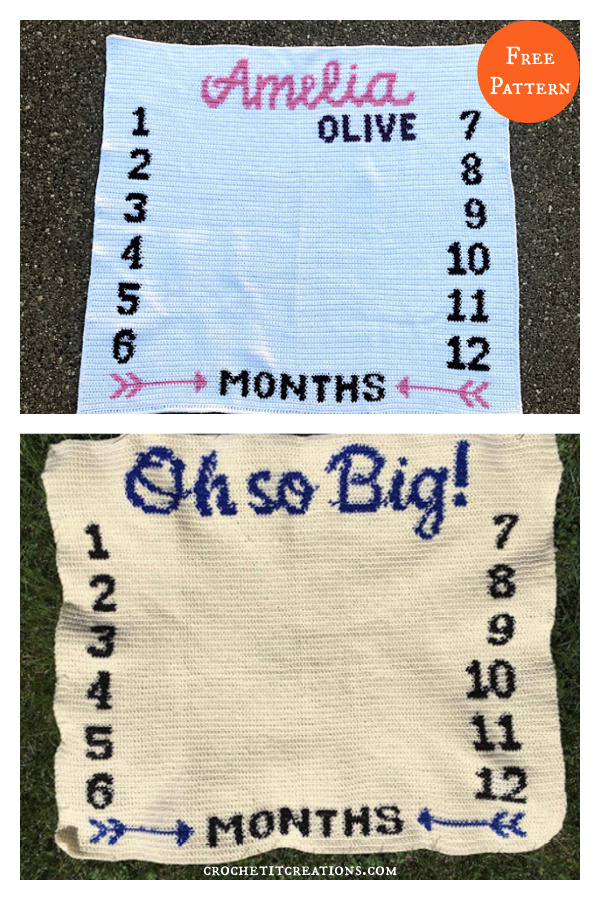 Free
Pattern
Amelia
OLIVE
1 7
2 8
3 9
4 10
5 11
6 12
MONTHS
Oh so Big!
1 7
2 8
3 9
4 10
5 11
6 12
MONTHS
CROCHETITCREATIONS.COM